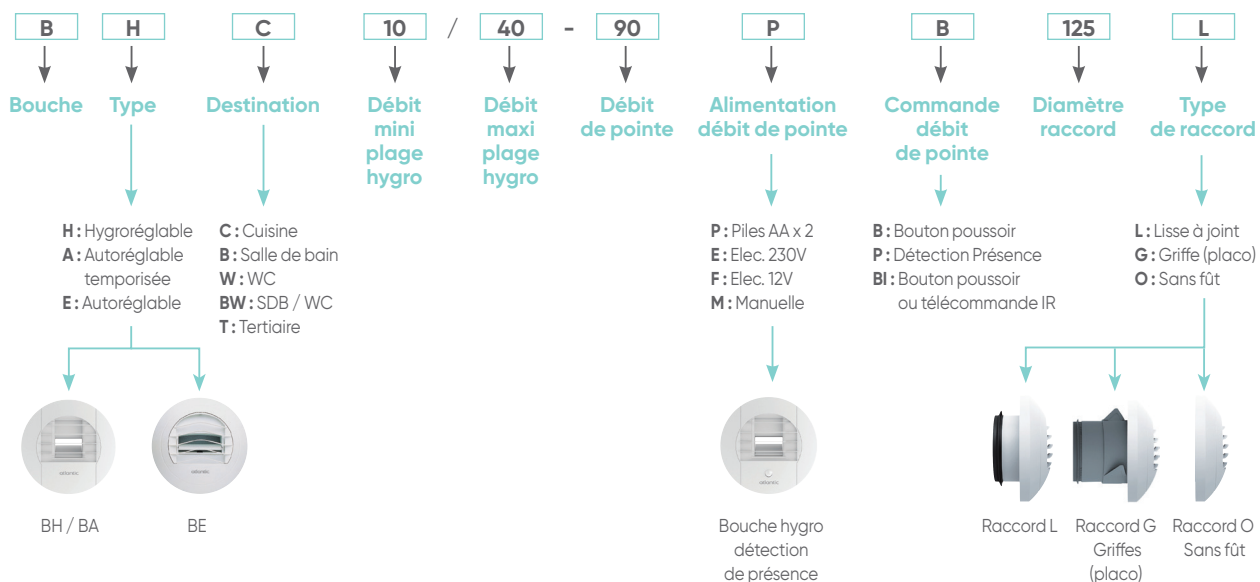 B H C 10 / 40 - 90 P B 125 L
Bouche
Type
Destination
Débit
mini
plage
hygro
Débit
maxi
plage
hygro
Débit
de pointe
Alimentation
débit de pointe
Commande
débit
de pointe
Diamètre
raccord
Type
de raccord
H : Hygroréglable
A : Autoréglable
temporisée
E : Autoréglable
C : Cuisine
B : Salle de bain
W : WC
BW : SDB / WC
T : Tertiaire
P : Piles AA x 2
E : Elec. 230V
F : Elec. 12V
M : Manuelle
B : Bouton poussoir
P : Détection Présence
BI : Bouton poussoir
ou télécommande IR
L : Lisse à joint
G : Griffe (placo)
O : Sans fût
atlantic
atlantic
atlantic
BH / BA
BE
Bouche hygro
détection
de présence
Raccord L
Raccord G
Griffes
(placo)
Raccord O
Sans fût